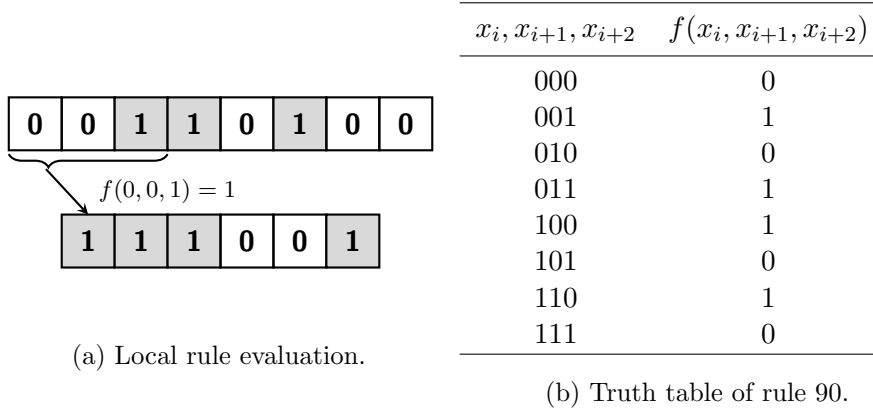 0 0 1 1 0 1 0 0
f(0, 0, 1) = 1
1 1 1 0 0 1
(a) Local rule evaluation.
x_i, x_{i+1}, x_{i+2} f(x_i, x_{i+1}, x_{i+2})
000 0
001 1
010 0
011 1
100 1
101 0
110 1
111 0
(b) Truth table of rule 90.